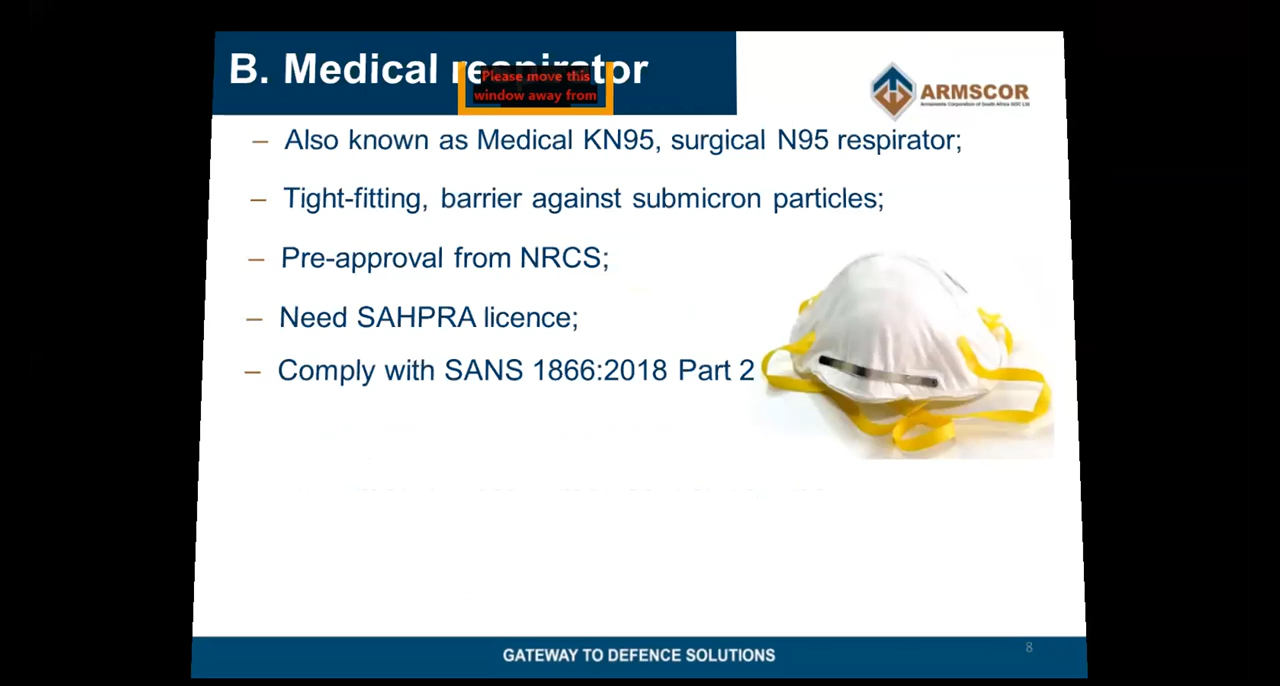 B. Medical respirator
Please move this
window away from
ARMSCOR
Armaments Corporation of South Africa SOC Ltd
– Also known as Medical KN95, surgical N95 respirator;
– Tight-fitting, barrier against submicron particles;
– Pre-approval from NRCS;
– Need SAHPRA licence;
– Comply with SANS 1866:2018 Part 2
GATEWAY TO DEFENCE SOLUTIONS
8